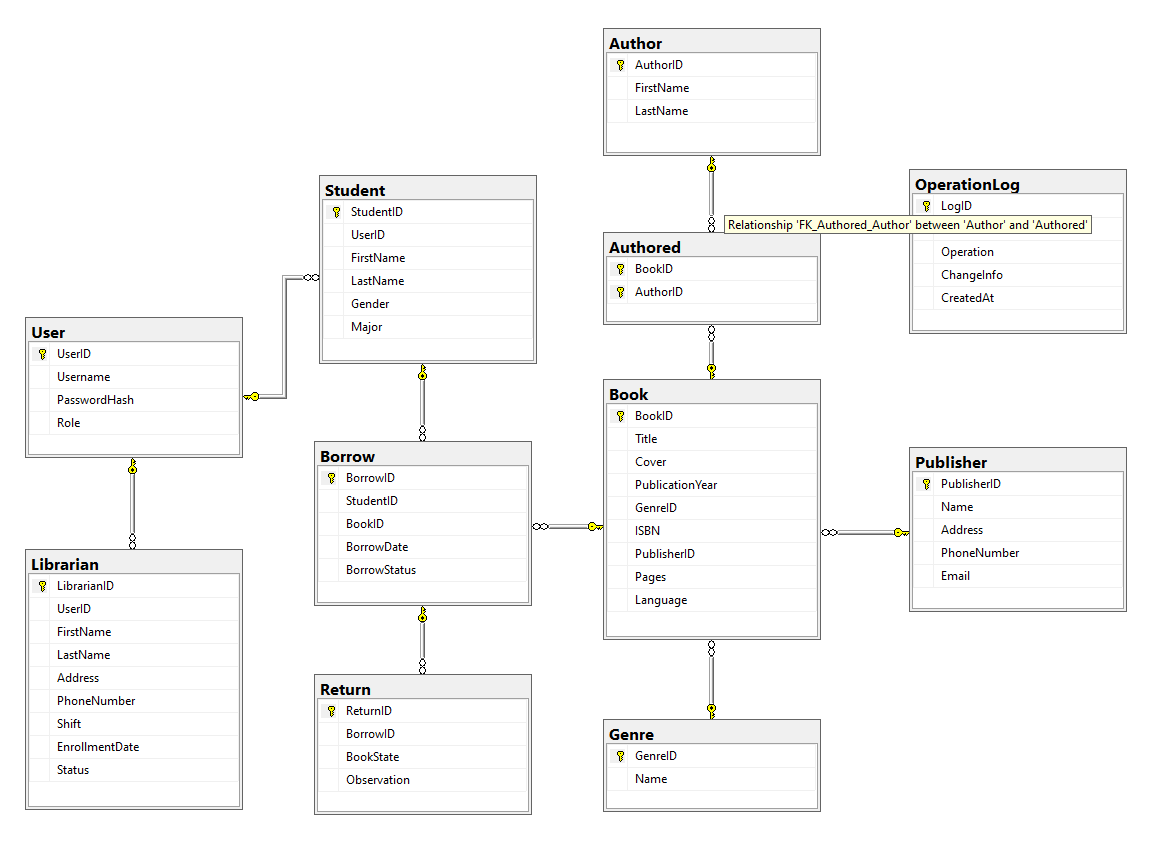 Author
AuthorID
FirstName
LastName
Student
StudentID
UserID
FirstName
LastName
Gender
Major
OperationLog
LogID
Relationship 'FK_Authored_Author' between 'Author' and 'Authored'
Operation
ChangeInfo
CreatedAt
Authored
BookID
AuthorID
User
UserID
Username
PasswordHash
Role
Book
BookID
Title
Cover
PublicationYear
GenreID
ISBN
PublisherID
Pages
Language
Borrow
BorrowID
StudentID
BookID
BorrowDate
BorrowStatus
Publisher
PublisherID
Name
Address
PhoneNumber
Email
Librarian
LibrarianID
UserID
FirstName
LastName
Address
PhoneNumber
Shift
EnrollmentDate
Status
Return
ReturnID
BorrowID
BookState
Observation
Genre
GenreID
Name